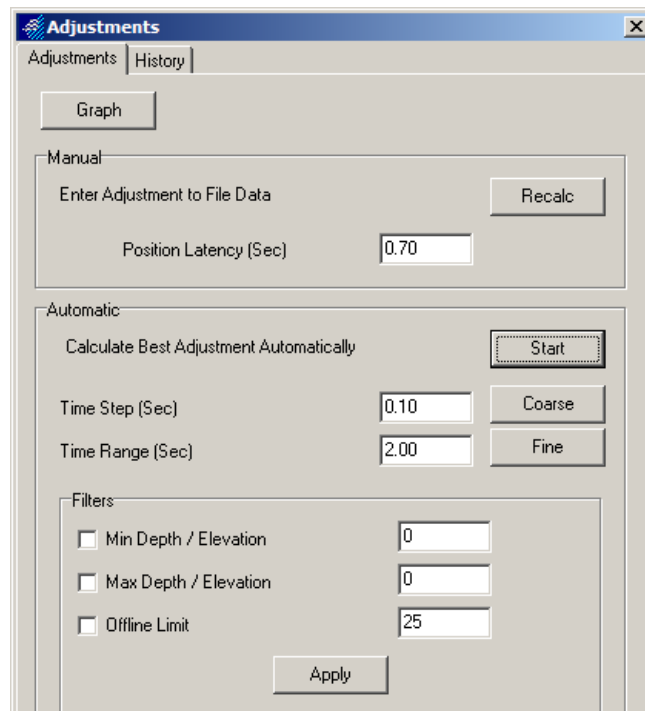 Adjustments
Adjustments History
Graph
Manual
Enter Adjustment to File Data Recalc
Position Latency (Sec) 0.70
Automatic
Calculate Best Adjustment Automatically Start
Time Step (Sec) 0.10 Coarse
Time Range (Sec) 2.00 Fine
Filters
Min Depth / Elevation 0
Max Depth / Elevation 0
Offline Limit 25
Apply